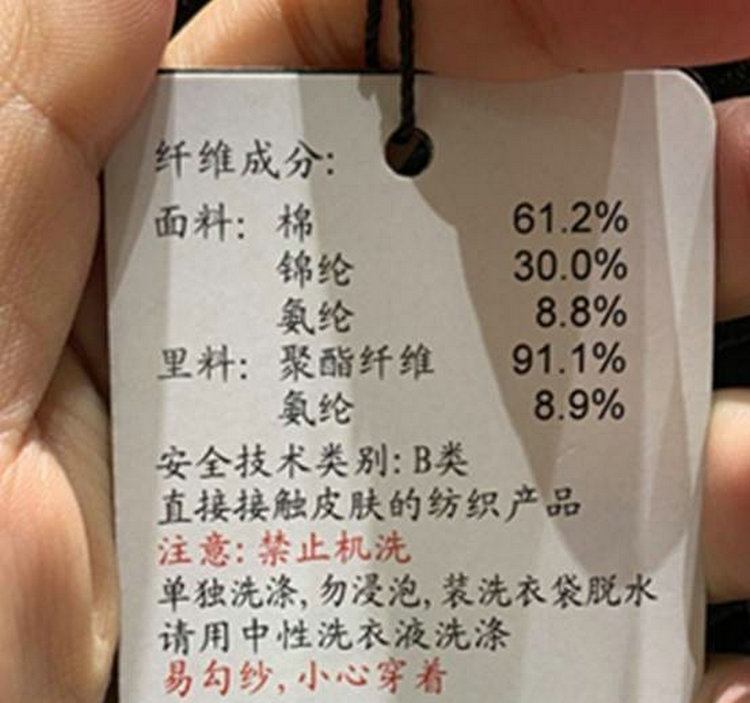 纤维成分:
面料: 棉 61.2%
锦纶 30.0%
氨纶 8.8%
里料: 聚酯纤维 91.1%
氨纶 8.9%
安全技术类别: B类
直接接触皮肤的纺织产品
注意: 禁止机洗
单独洗涤, 勿浸泡, 装洗衣袋脱水
请用中性洗衣液洗涤
易勾纱, 小心穿着